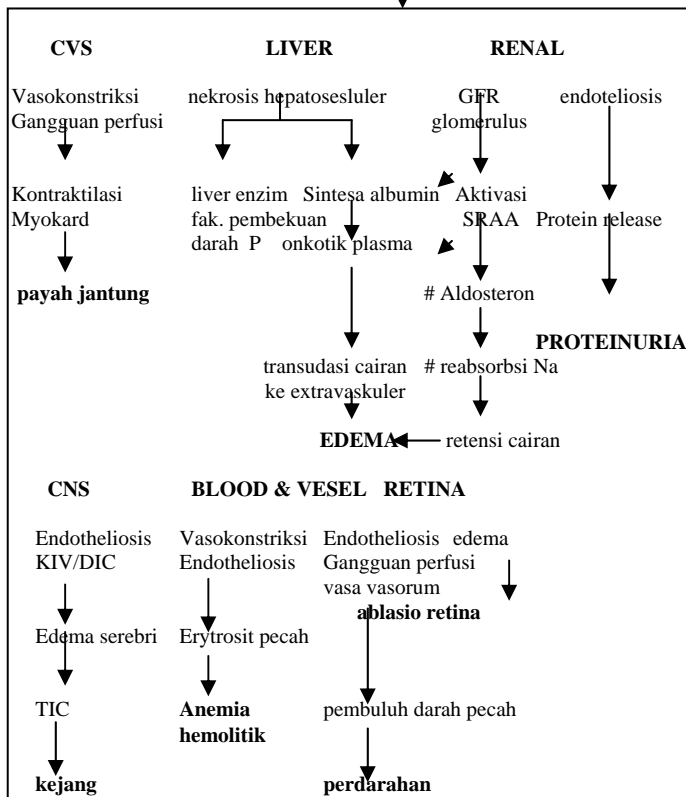 CVS LIVER RENAL
Vasokonstriksi nekrosis hepatosesluler GFR endoteliosis
Gangguan perfusi glomerulus
Kontraktilasi liver enzim Sintesa albumin Aktivasi
Myokard fak. pembekuan SRAA Protein release
darah P onkotik plasma
payah jantung # Aldosteron
PROTEINURIA
transudasi cairan # reabsorbsi Na
ke extravaskuler
EDEMA retensi cairan
CNS BLOOD & VESEL RETINA
Endotheliosis Vasokonstriksi Endotheliosis edema
KIV/DIC Endotheliosis Gangguan perfusi
vasa vasorum
ablasio retina
Edema serebri Erytrosit pecah
TIC Anemia pembuluh darah pecah
hemolitik
kejang perdarahan